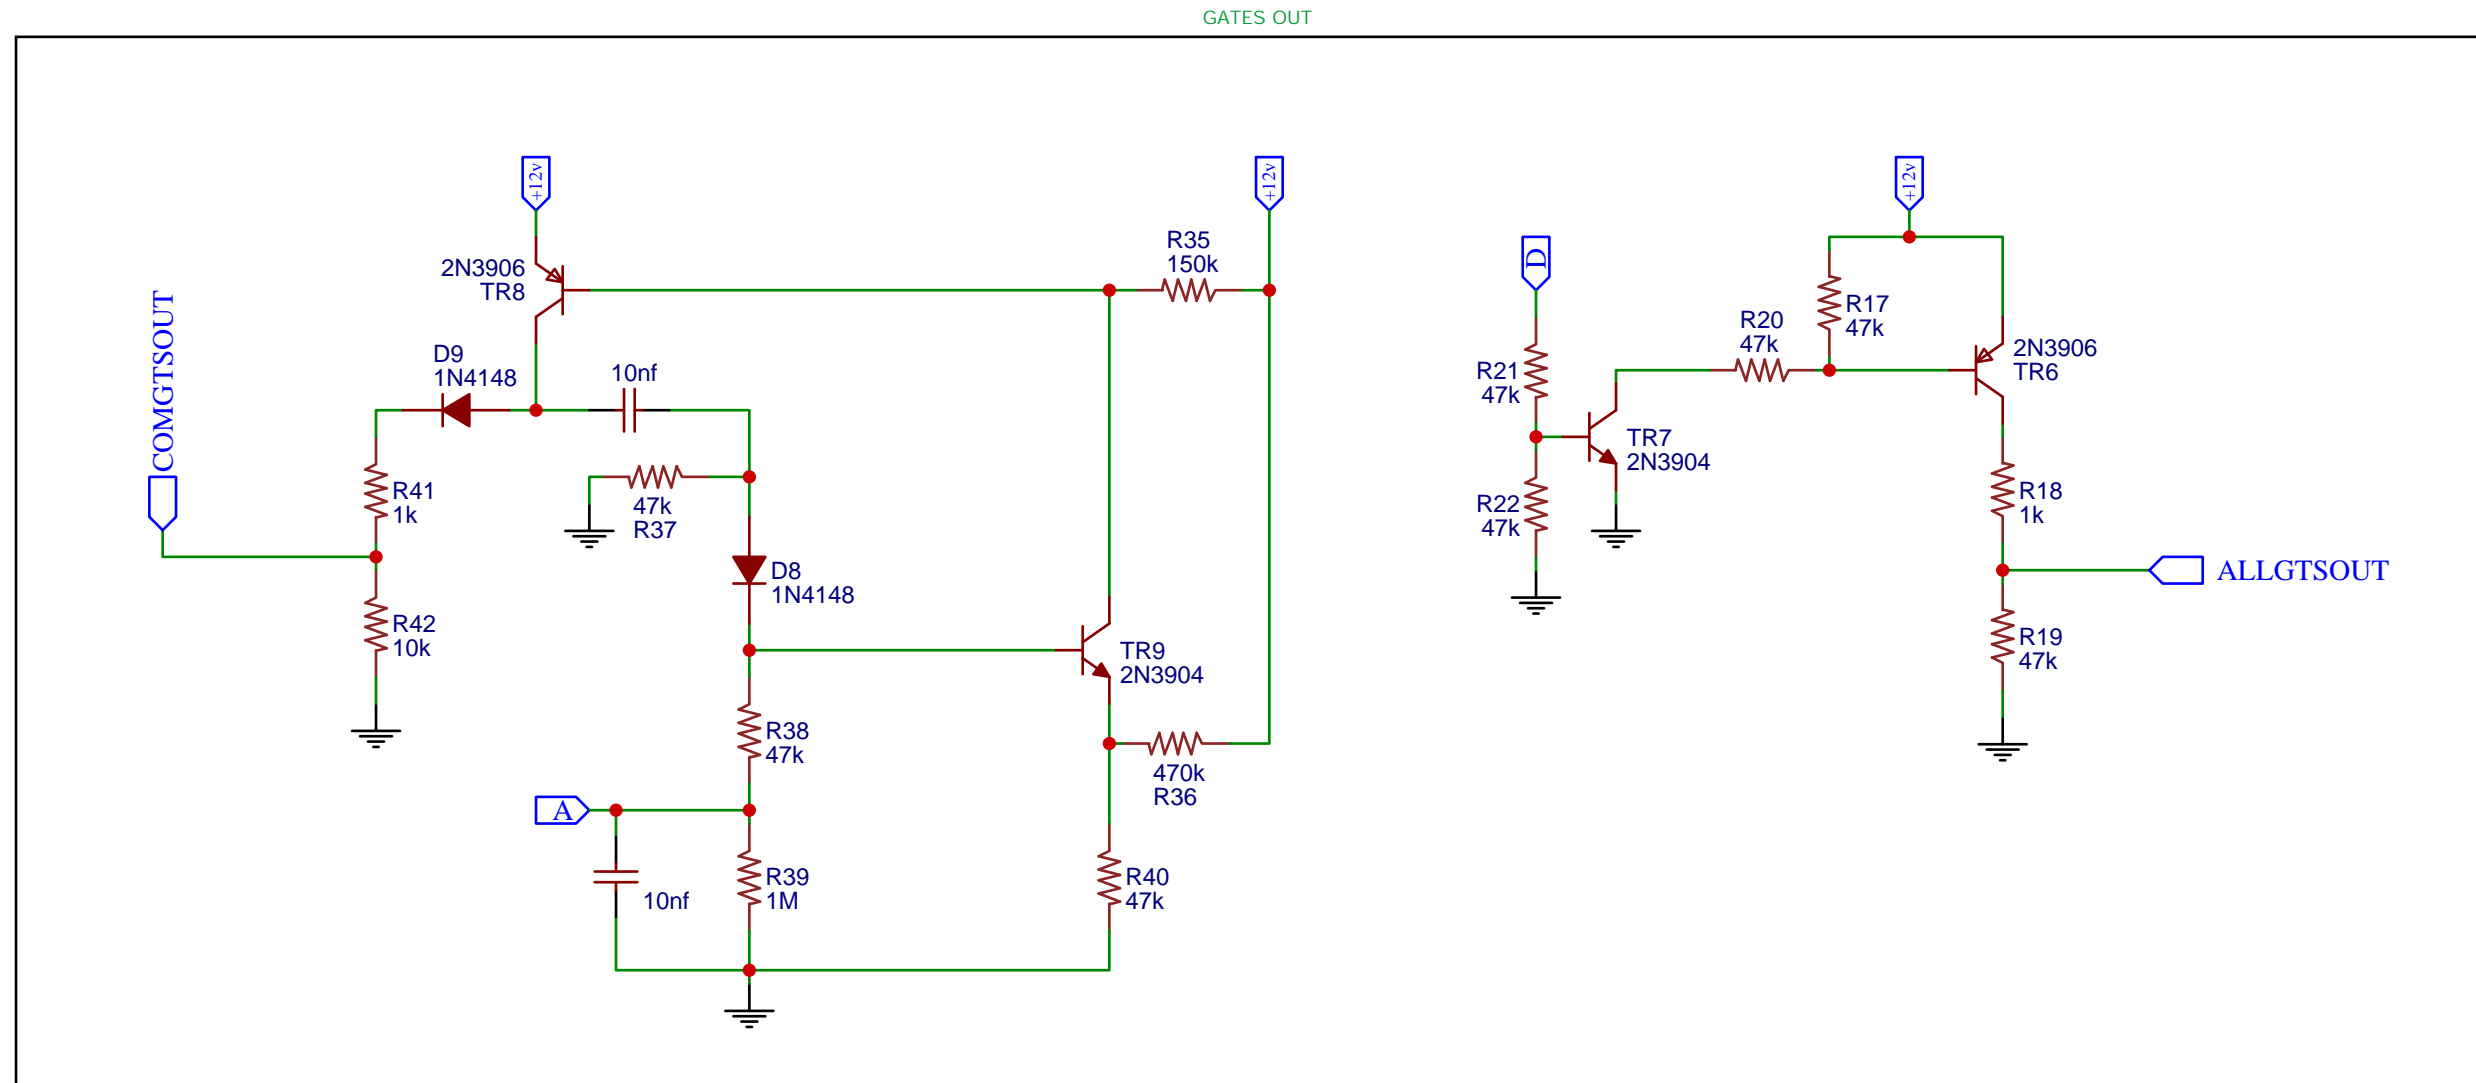 GATES OUT
+12v
+12v
+12v
D
COMGTSOUT
2N3906
TR8
R35
150k
D9
1N4148
10nf
R41
1k
47k
R37
D8
1N4148
R42
10k
TR9
2N3904
R38
47k
470k
R36
A
R39
1M
10nf
R40
47k
R17
47k
R20
47k
2N3906
TR6
R21
47k
TR7
2N3904
R22
47k
R18
1k
ALLGTSOUT
R19
47k